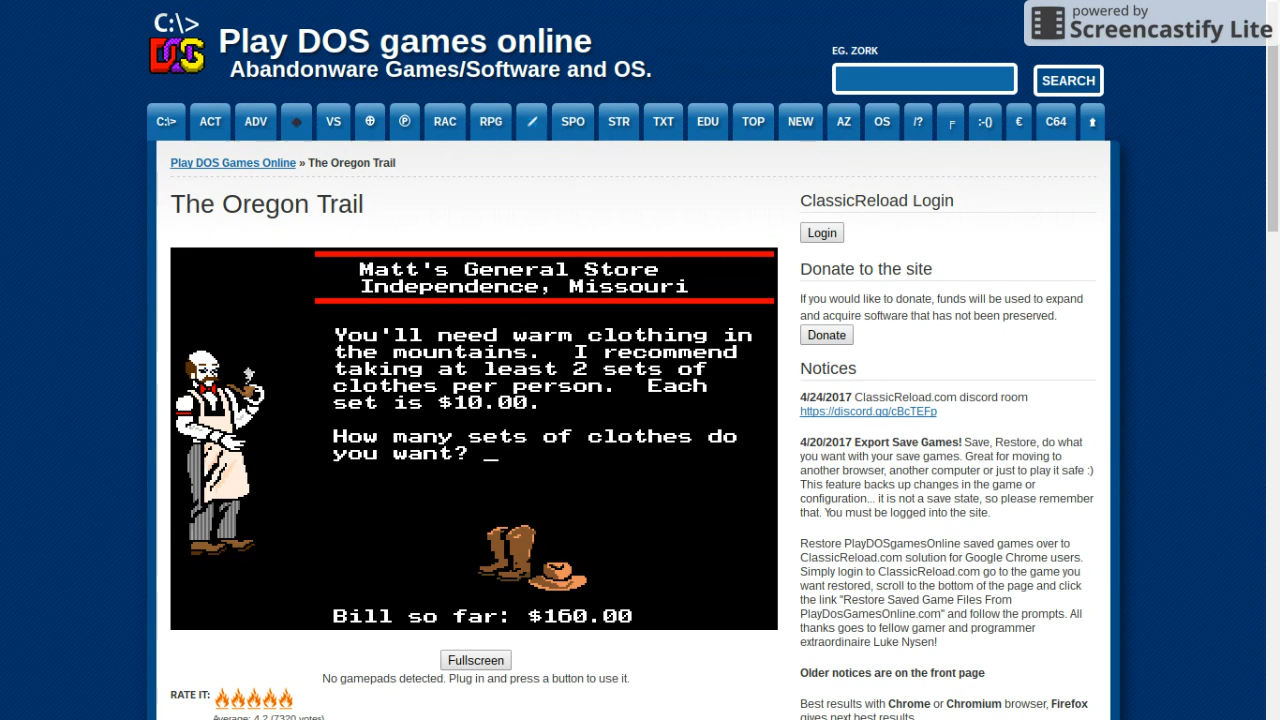 powered by
Screencastify Lite
C:\>
DOS
Play DOS games online
Abandonware Games/Software and OS.
EG. ZORK
SEARCH
C:\> ACT ADV ♠ VS ⊕ Ⓟ RAC RPG SPO STR TXT EDU TOP NEW AZ OS /? ╒ :-() € C64 ⬆
Play DOS Games Online » The Oregon Trail
The Oregon Trail
Matt's General Store
Independence, Missouri
You'll need warm clothing in
the mountains. I recommend
taking at least 2 sets of
clothes per person. Each
set is $10.00.
How many sets of clothes do
you want? _
Bill so far: $160.00
Fullscreen
No gamepads detected. Plug in and press a button to use it.
RATE IT:
Average: 4.2 (7320 votes)
ClassicReload Login
Login
Donate to the site
If you would like to donate, funds will be used to expand
and acquire software that has not been preserved.
Donate
Notices
4/24/2017 ClassicReload.com discord room
https://discord.gg/cBcTEFp
4/20/2017 Export Save Games! Save, Restore, do what
you want with your save games. Great for moving to
another browser, another computer or just to play it safe :)
This feature backs up changes in the game or
configuration... it is not a save state, so please remember
that. You must be logged into the site.
Restore PlayDOSgamesOnline saved games over to
ClassicReload.com solution for Google Chrome users.
Simply login to ClassicReload.com go to the game you
want restored, scroll to the bottom of the page and click
the link "Restore Saved Game Files From
PlayDosGamesOnline.com" and follow the prompts. All
thanks goes to fellow gamer and programmer
extraordinaire Luke Nysen!
Older notices are on the front page
Best results with Chrome or Chromium browser, Firefox
gives next best results.